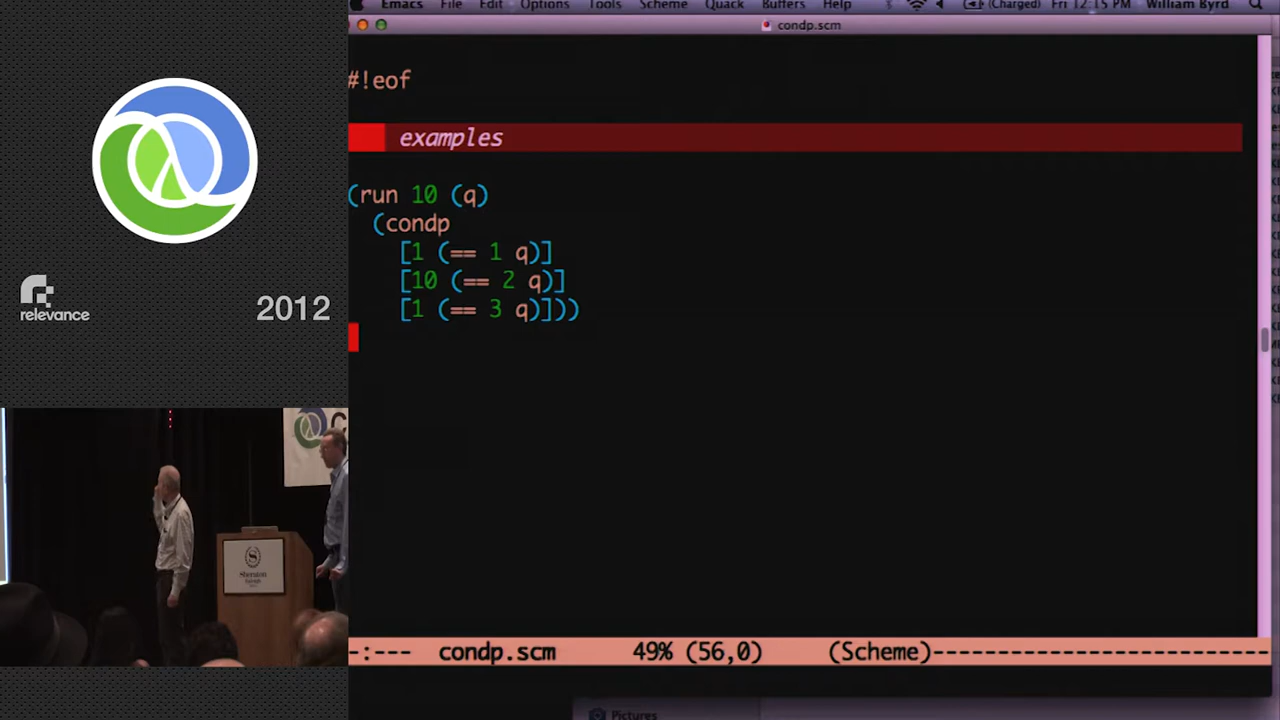 Emacs File Edit Options Tools Scheme Quack Buffers Help (Charged) Fri 12:15 PM William Byrd
condp.scm
#!eof
examples
(run 10 (q)
(condp
[1 (== 1 q)]
[10 (== 2 q)]
[1 (== 3 q)]))
-:--- condp.scm 49% (56,0) (Scheme)--------------------------
Pictures
relevance
2012
Sheraton